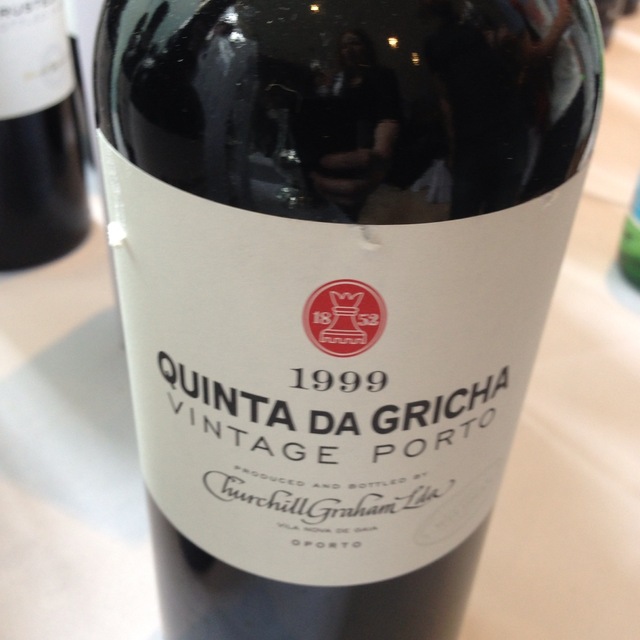 RUSTE
18 52
1999
QUINTA DA GRICHA
VINTAGE PORTO
PRODUCED AND BOTTLED BY
Churchill Graham Lda
VILA NOVA DE GAIA
OPORTO